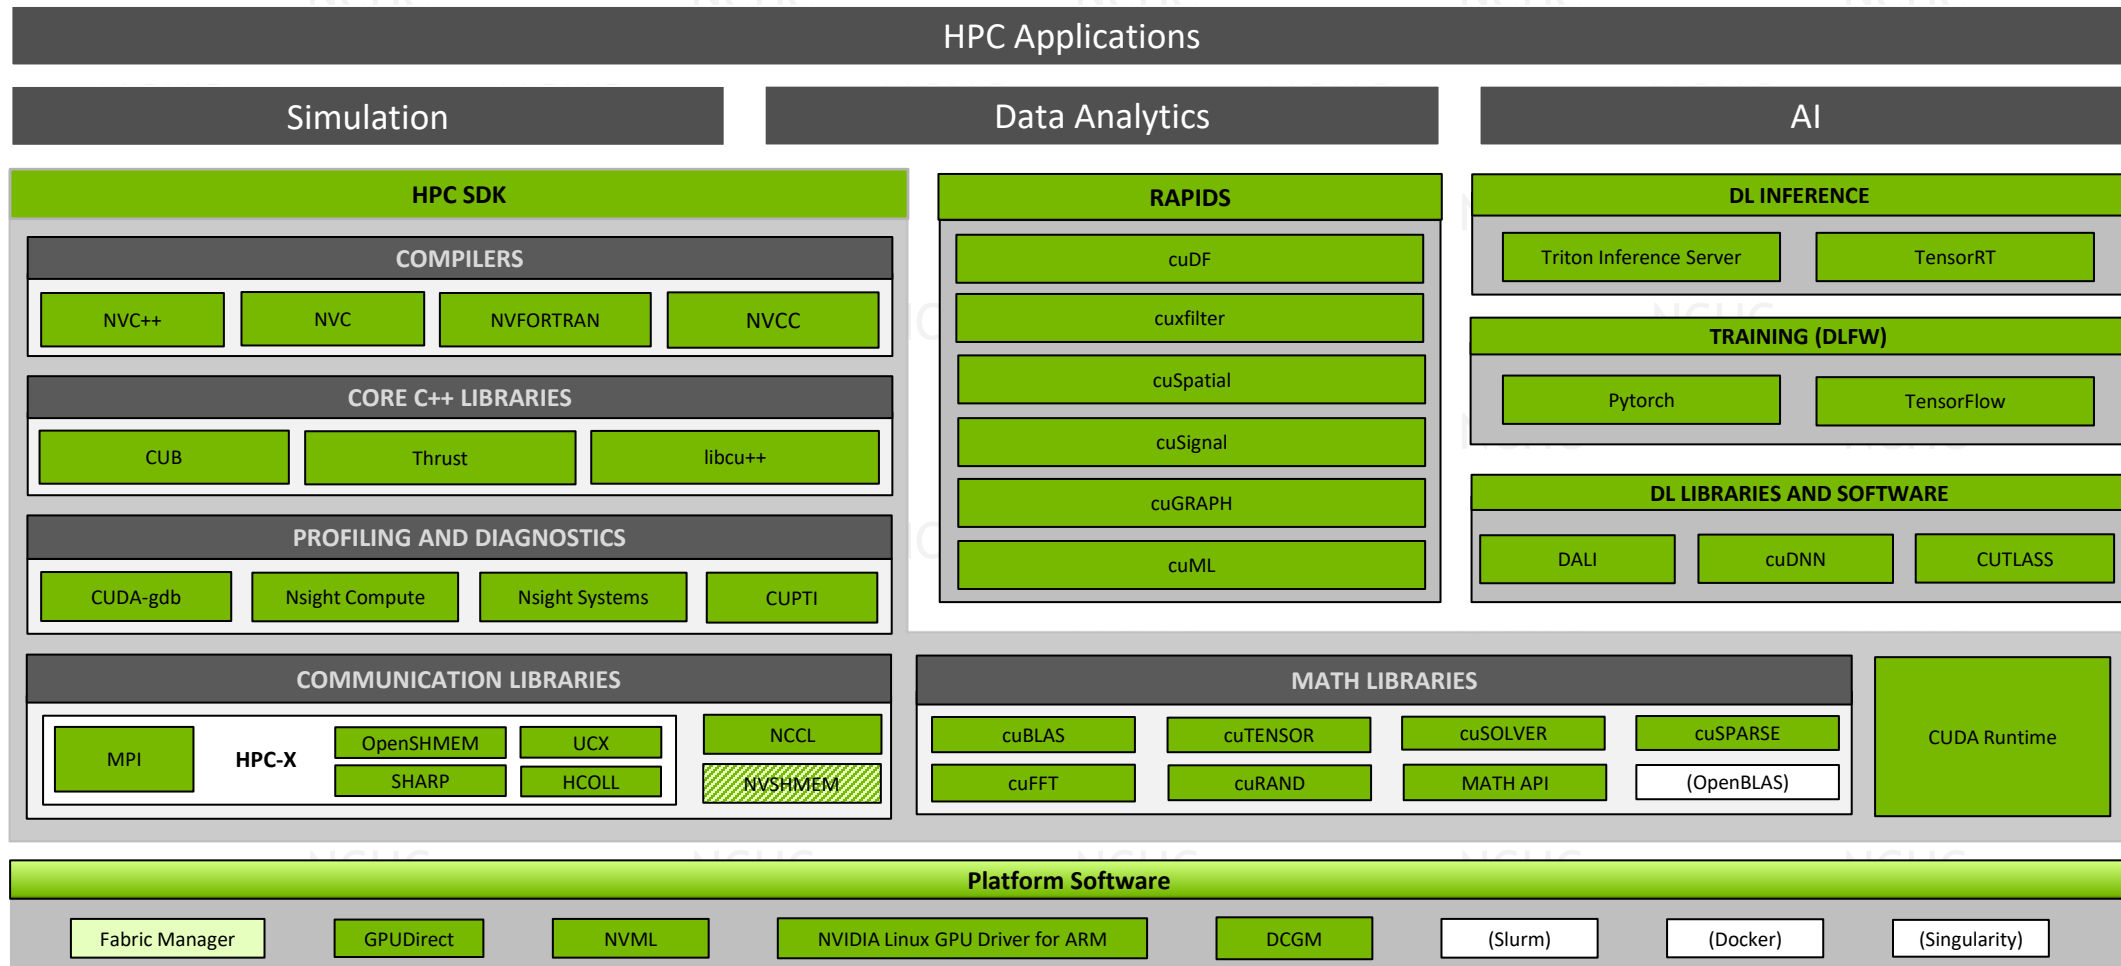 HPC Applications
Simulation
Data Analytics
AI
HPC SDK
COMPILERS
NVC++
NVC
NVFORTRAN
NVCC
CORE C++ LIBRARIES
CUB
Thrust
libcu++
PROFILING AND DIAGNOSTICS
CUDA-gdb
Nsight Compute
Nsight Systems
CUPTI
COMMUNICATION LIBRARIES
MPI
HPC-X
OpenSHMEM
UCX
SHARP
HCOLL
NCCL
NVSHMEM
RAPIDS
cuDF
cuxfilter
cuSpatial
cuSignal
cuGRAPH
cuML
DL INFERENCE
Triton Inference Server
TensorRT
TRAINING (DLFW)
Pytorch
TensorFlow
DL LIBRARIES AND SOFTWARE
DALI
cuDNN
CUTLASS
MATH LIBRARIES
cuBLAS
cuTENSOR
cuSOLVER
cuSPARSE
cuFFT
cuRAND
MATH API
(OpenBLAS)
CUDA Runtime
Platform Software
Fabric Manager
GPUDirect
NVML
NVIDIA Linux GPU Driver for ARM
DCGM
(Slurm)
(Docker)
(Singularity)